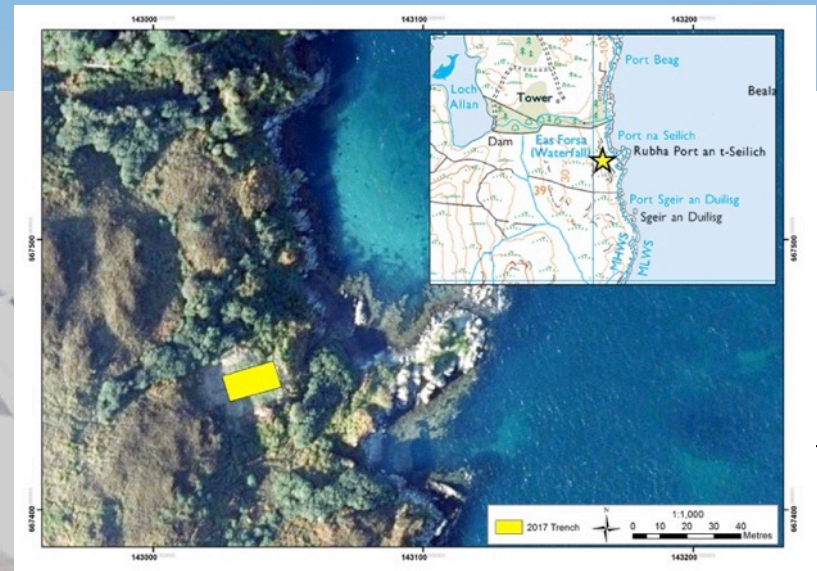 143000 143100 143200
Port Beag
Beala
Loch
Allan
Tower
Port na Seilich
Dam
Eas Forsa
(Waterfall)
Rubha Port an t-Seilich
30
30
39
Port Sgeir an Duilisg
Sgeir an Duilisg
MHWS
MLWS
667500
667500
667400
667400
2017 Trench
N
1:1,000
0 10 20 30 40
Metres
143000 143100 143200